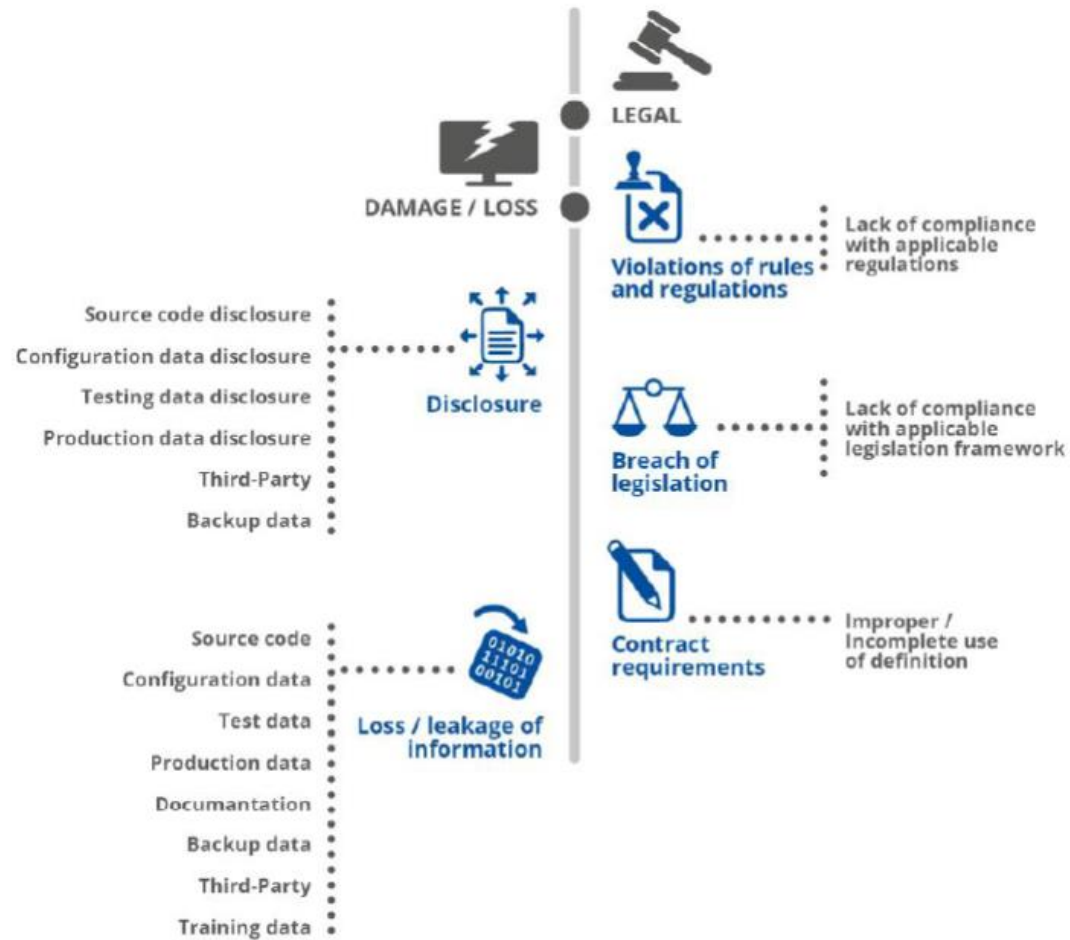 LEGAL
DAMAGE / LOSS
Violations of rules
and regulations
Lack of compliance
with applicable
regulations
Source code disclosure
Configuration data disclosure
Testing data disclosure
Production data disclosure
Third-Party
Backup data
Disclosure
Breach of
legislation
Lack of compliance
with applicable
legislation framework
Contract
requirements
Improper /
Incomplete use
of definition
Source code
Configuration data
Test data
Production data
Documantation
Backup data
Third-Party
Training data
01010
11101
00101
Loss / leakage of
information